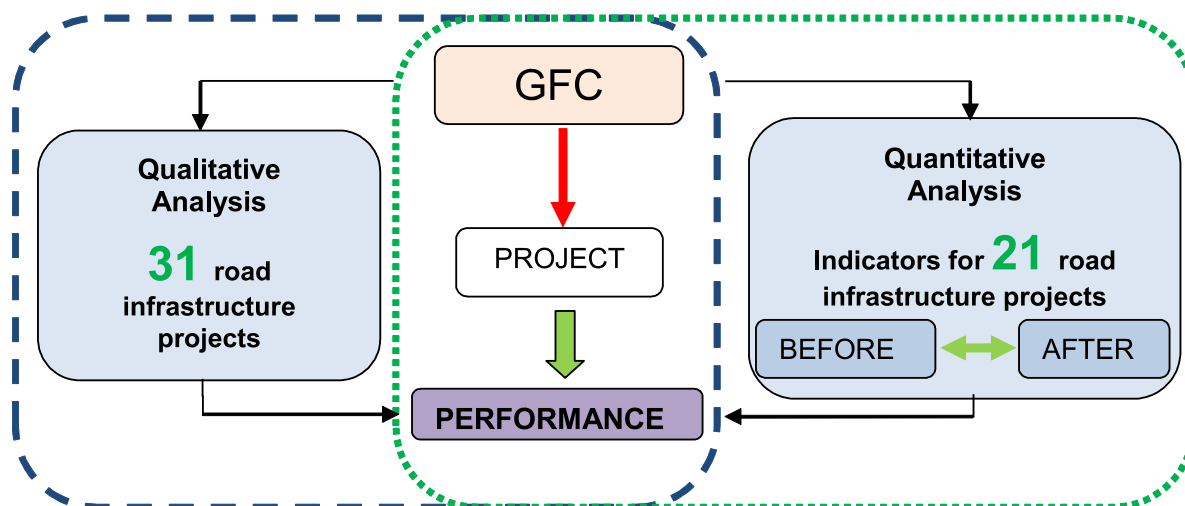 GFC
Qualitative
Analysis
31 road
infrastructure
projects
PROJECT
PERFORMANCE
Quantitative
Analysis
Indicators for 21 road
infrastructure projects
BEFORE
AFTER